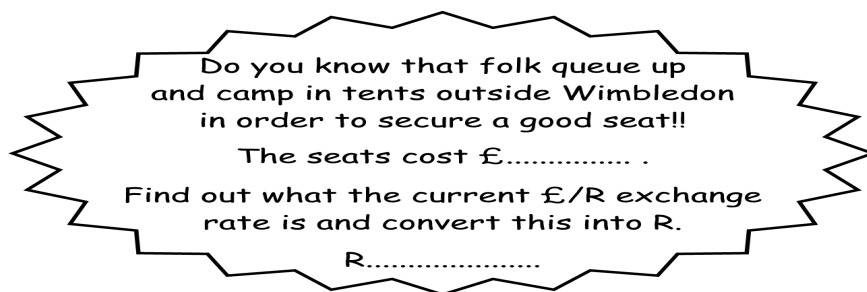 Do you know that folk queue up
and camp in tents outside Wimbledon
in order to secure a good seat!!
The seats cost £............... .
Find out what the current £/R exchange
rate is and convert this into R.
R.....................